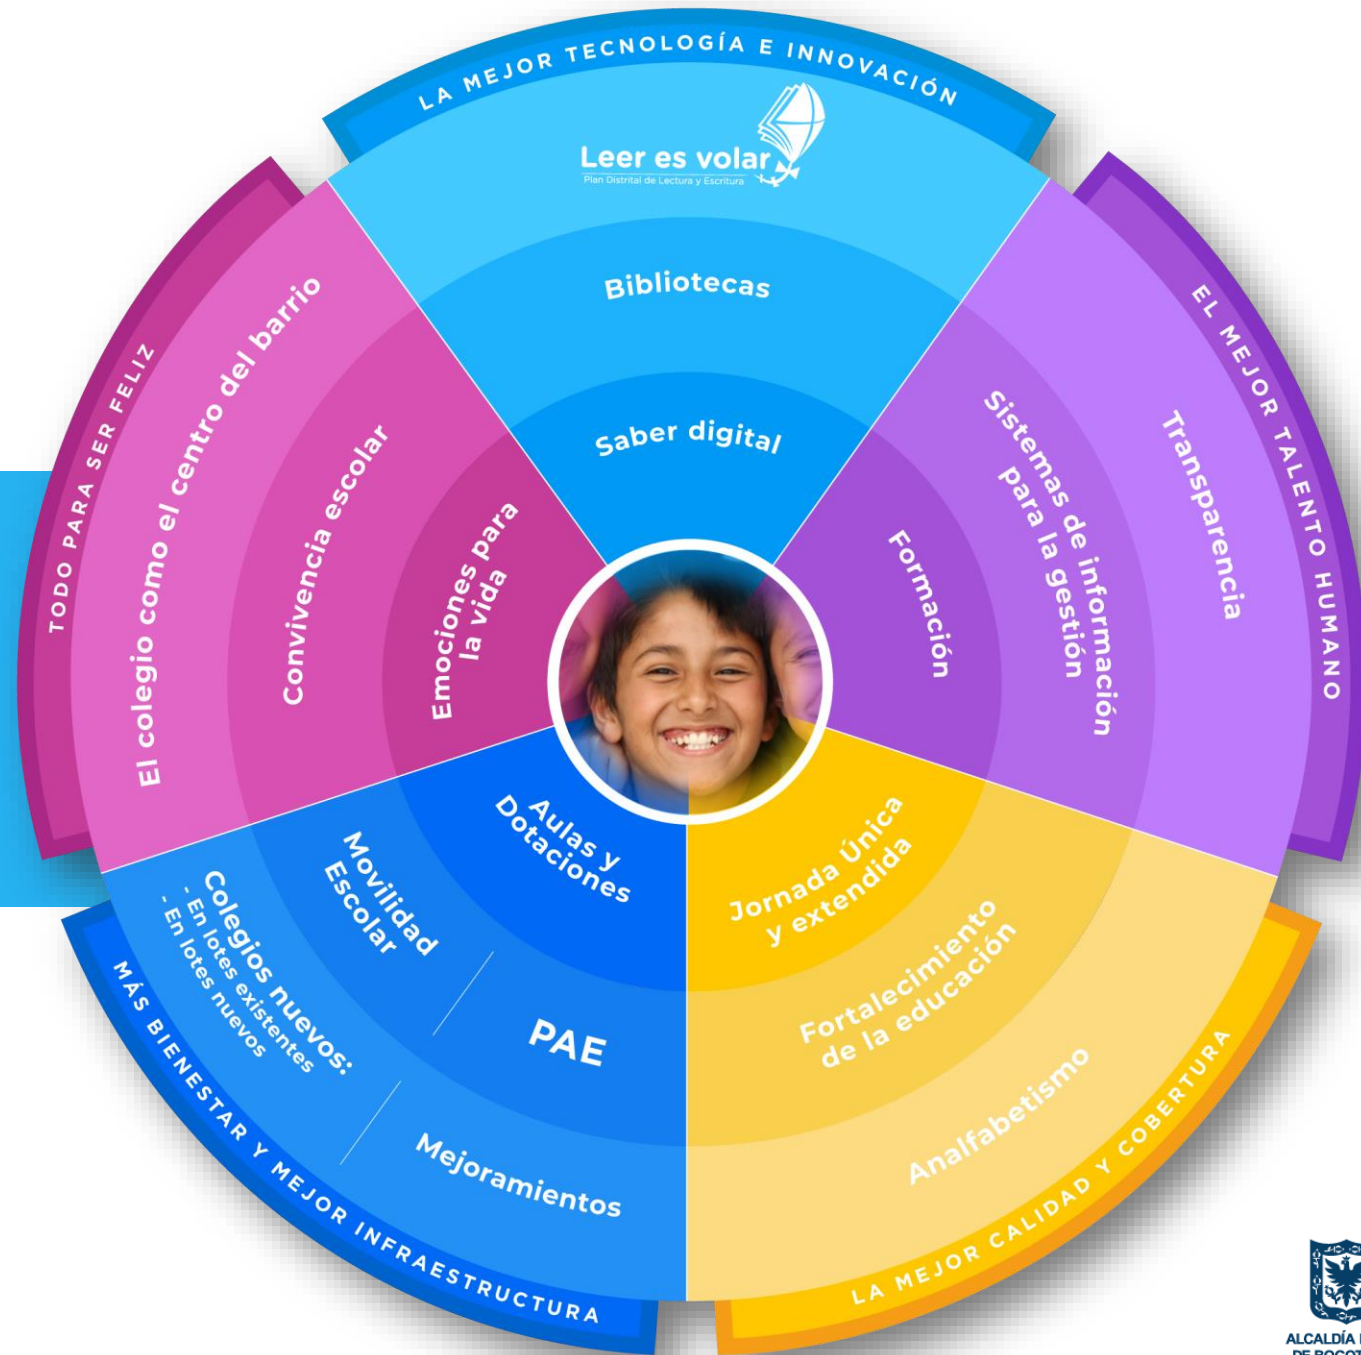 LA MEJOR TECNOLOGÍA E INNOVACIÓN
Leer es volar
Plan Distrital de Lectura y Escritura
Bibliotecas
Saber digital
EL MEJOR TALENTO HUMANO
Transparencia
Sistemas de información
para la gestión
Formación
LA MEJOR CALIDAD Y COBERTURA
Jornada Única
y extendida
Fortalecimiento
de la educación
Analfabetismo
MÁS BIENESTAR Y MEJOR INFRAESTRUCTURA
Aulas y
Dotaciones
Movilidad
Escolar
PAE
Colegios nuevos:
- En lotes existentes
- En lotes nuevos
Mejoramientos
TODO PARA SER FELIZ
El colegio como el centro del barrio
Convivencia escolar
Emociones para
la vida
ALCALDÍA